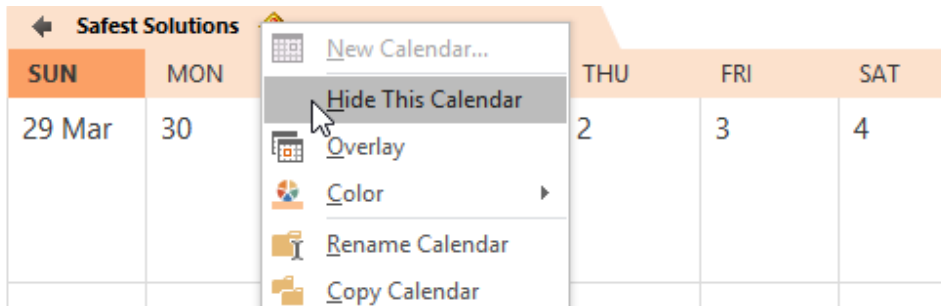 Safest Solutions
New Calendar...
SUN MON THU FRI SAT
Hide This Calendar
29 Mar 30 2 3 4
Overlay
Color
Rename Calendar
Copy Calendar